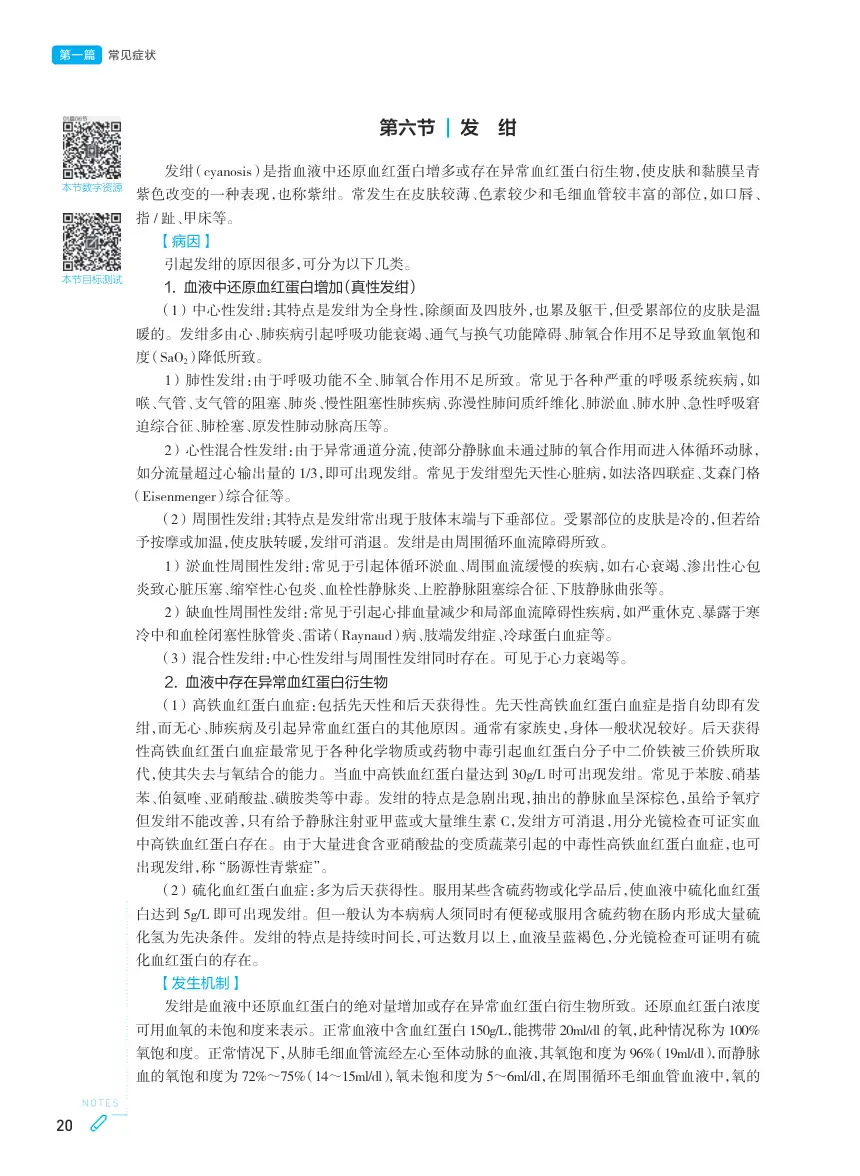 第一篇 常见症状
01篇06节
本节数字资源
本节目标测试
第六节 | 发 绀
发绀(cyanosis)是指血液中还原血红蛋白增多或存在异常血红蛋白衍生物,使皮肤和黏膜呈青
紫色改变的一种表现,也称紫绀。常发生在皮肤较薄、色素较少和毛细血管较丰富的部位,如口唇、
指 / 趾、甲床等。
【病因】
引起发绀的原因很多,可分为以下几类。
1. 血液中还原血红蛋白增加(真性发绀)
(1)中心性发绀:其特点是发绀为全身性,除颜面及四肢外,也累及躯干,但受累部位的皮肤是温
暖的。发绀多由心、肺疾病引起呼吸功能衰竭、通气与换气功能障碍、肺氧合作用不足导致血氧饱和
度(SaO₂)降低所致。
1)肺性发绀:由于呼吸功能不全、肺氧合作用不足所致。常见于各种严重的呼吸系统疾病,如
喉、气管、支气管的阻塞、肺炎、慢性阻塞性肺疾病、弥漫性肺间质纤维化、肺淤血、肺水肿、急性呼吸窘
迫综合征、肺栓塞、原发性肺动脉高压等。
2)心性混合性发绀:由于异常通道分流,使部分静脉血未通过肺的氧合作用而进入体循环动脉,
如分流量超过心输出量的 1/3,即可出现发绀。常见于发绀型先天性心脏病,如法洛四联症、艾森门格
(Eisenmenger)综合征等。
(2)周围性发绀:其特点是发绀常出现于肢体末端与下垂部位。受累部位的皮肤是冷的,但若给
予按摩或加温,使皮肤转暖,发绀可消退。发绀是由周围循环血流障碍所致。
1)淤血性周围性发绀:常见于引起体循环淤血、周围血流缓慢的疾病,如右心衰竭、渗出性心包
炎致心脏压塞、缩窄性心包炎、血栓性静脉炎、上腔静脉阻塞综合征、下肢静脉曲张等。
2)缺血性周围性发绀:常见于引起心排血量减少和局部血流障碍性疾病,如严重休克、暴露于寒
冷中和血栓闭塞性脉管炎、雷诺(Raynaud)病、肢端发绀症、冷球蛋白血症等。
(3)混合性发绀:中心性发绀与周围性发绀同时存在。可见于心力衰竭等。
2. 血液中存在异常血红蛋白衍生物
(1)高铁血红蛋白血症:包括先天性和后天获得性。先天性高铁血红蛋白血症是指自幼即有发
绀,而无心、肺疾病及引起异常血红蛋白的其他原因。通常有家族史,身体一般状况较好。后天获得
性高铁血红蛋白血症最常见于各种化学物质或药物中毒引起血红蛋白分子中二价铁被三价铁所取
代,使其失去与氧结合的能力。当血中高铁血红蛋白量达到 30g/L 时可出现发绀。常见于苯胺、硝基
苯、伯氨喹、亚硝酸盐、磺胺类等中毒。发绀的特点是急剧出现,抽出的静脉血呈深棕色,虽给予氧疗
但发绀不能改善,只有给予静脉注射亚甲蓝或大量维生素 C,发绀方可消退,用分光镜检查可证实血
中高铁血红蛋白存在。由于大量进食含亚硝酸盐的变质蔬菜引起的中毒性高铁血红蛋白血症,也可
出现发绀,称 “肠源性青紫症”。
(2)硫化血红蛋白血症:多为后天获得性。服用某些含硫药物或化学品后,使血液中硫化血红蛋
白达到 5g/L 即可出现发绀。但一般认为本病病人须同时有便秘或服用含硫药物在肠内形成大量硫
化氢为先决条件。发绀的特点是持续时间长,可达数月以上,血液呈蓝褐色,分光镜检查可证明有硫
化血红蛋白的存在。
【发生机制】
发绀是血液中还原血红蛋白的绝对量增加或存在异常血红蛋白衍生物所致。还原血红蛋白浓度
可用血氧的未饱和度来表示。正常血液中含血红蛋白 150g/L,能携带 20ml/dl 的氧,此种情况称为 100%
氧饱和度。正常情况下,从肺毛细血管流经左心至体动脉的血液,其氧饱和度为 96%(19ml/dl),而静脉
血的氧饱和度为 72%～75%(14～15ml/dl),氧未饱和度为 5～6ml/dl,在周围循环毛细血管血液中,氧的
NOTES
20